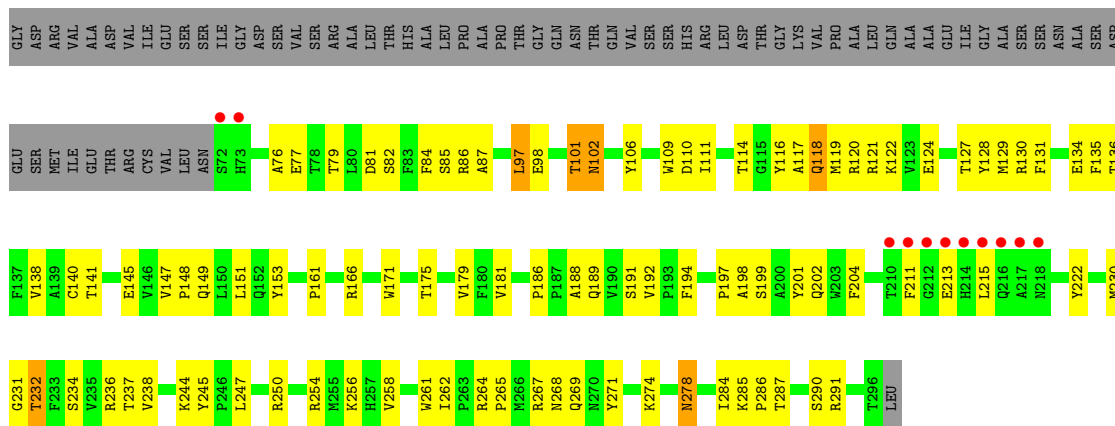 GLY ASP ARG VAL ALA ASP VAL ILE GLU SER SER ILE GLY ASP SER VAL SER ARG ALA LEU THR HIS ALA LEU PRO ALA PRO THR GLY GLN ASN THR GLN VAL SER SER HIS ARG LEU ASP THR GLY LYS VAL PRO ALA LEU GLN ALA ALA GLU ILE GLY ALA SER SER ASN ALA SER ASP
GLU SER MET ILE GLU THR ARG CYS VAL LEU ASN S72 H73 A76 E77 T78 T79 L80 D81 S82 F83 F84 S85 R86 A87 L97 E98 T101 N102 Y106 W109 D110 I111 T114 G115 Y116 A117 Q118 M119 R120 R121 K122 V123 E124 T127 Y128 M129 R130 F131 E134 F135 T136
F137 V138 A139 C140 T141 E145 V146 V147 P148 Q149 L150 L151 Q152 Y153 P161 R166 W171 T175 V179 F180 V181 P186 P187 A188 Q189 V190 S191 V192 P193 F194 P197 A198 S199 A200 Y201 Q202 W203 F204 T210 F211 G212 E213 H214 L215 Q216 A217 N218 Y222 M230
G231 T232 F233 S234 V235 R236 T237 V238 K244 Y245 P246 L247 R250 R254 M255 K256 H257 V258 W261 I262 P263 R264 P265 M266 R267 N268 Q269 N270 Y271 K274 N278 I284 K285 P286 T287 S290 R291 T296 LEU